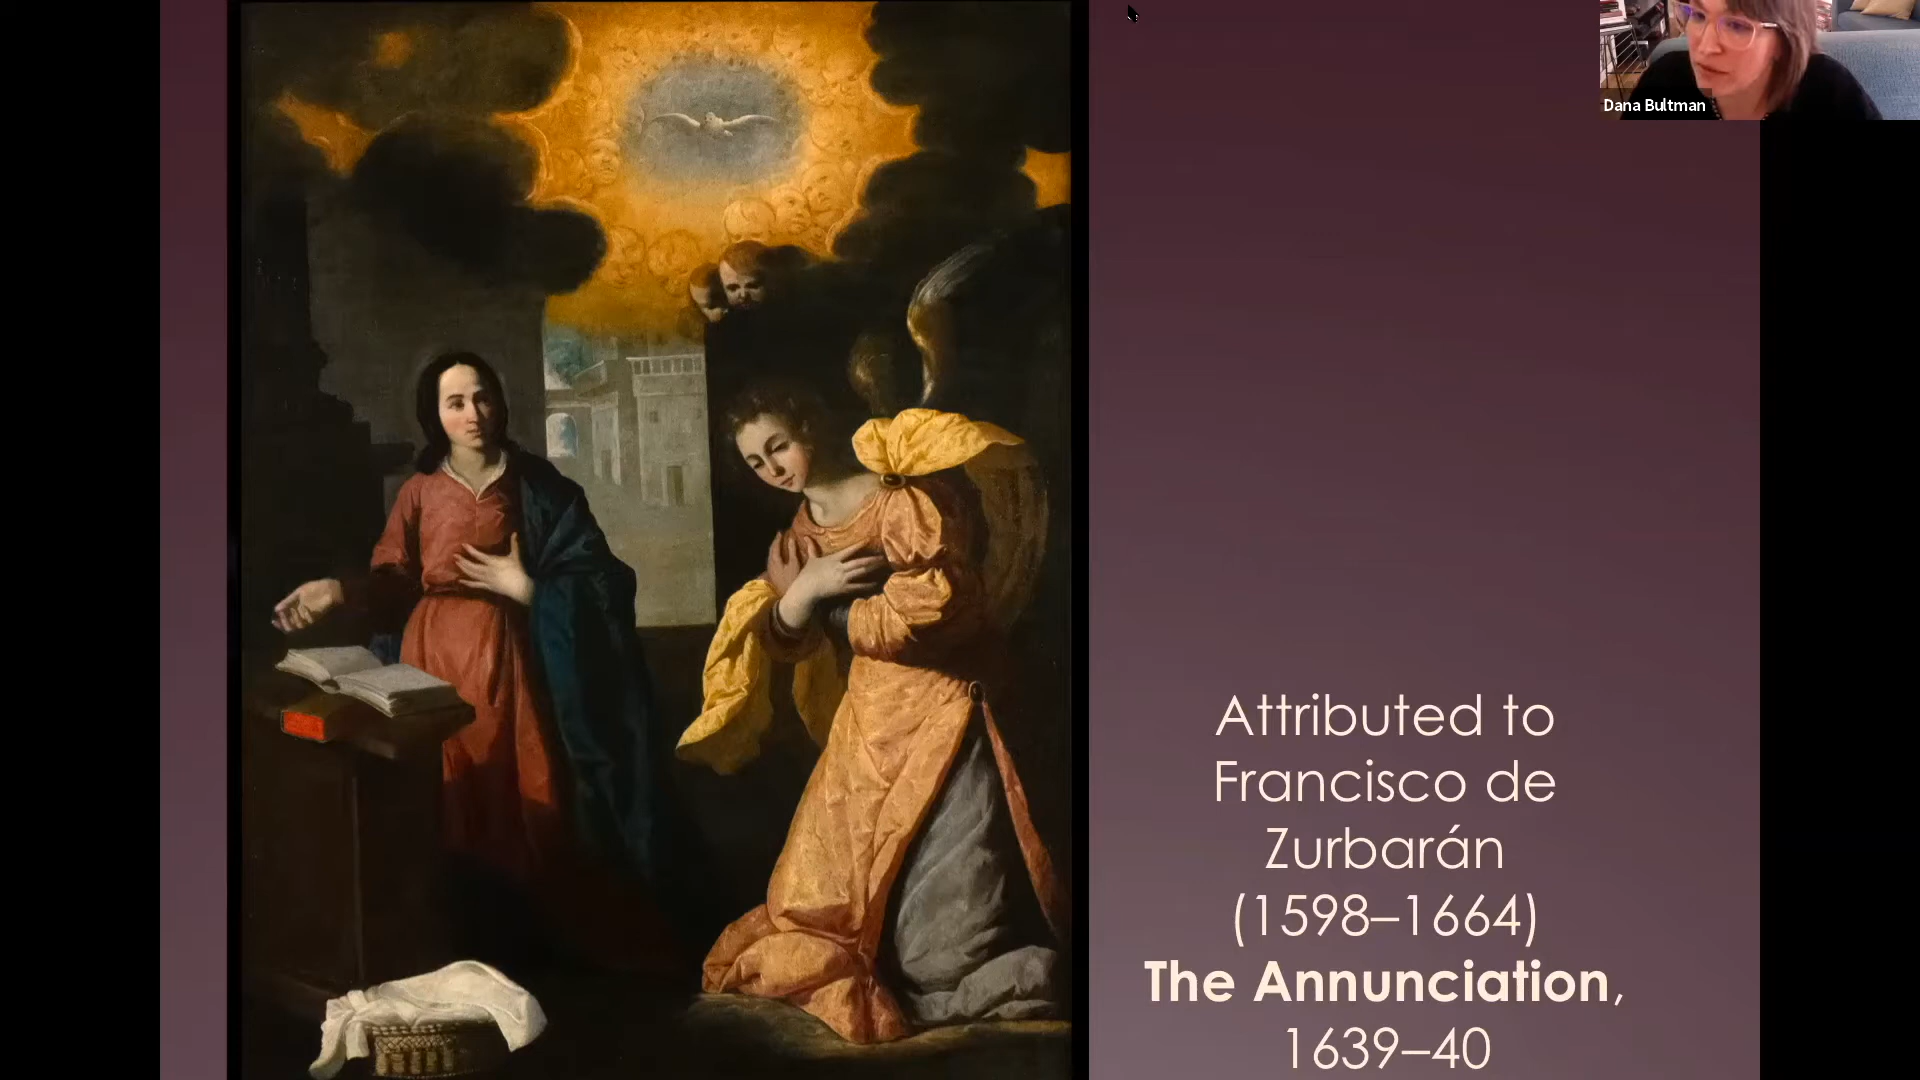 Dana Bultman
Attributed to
Francisco de
Zurbarán
(1598–1664)
The Annunciation,
1639–40